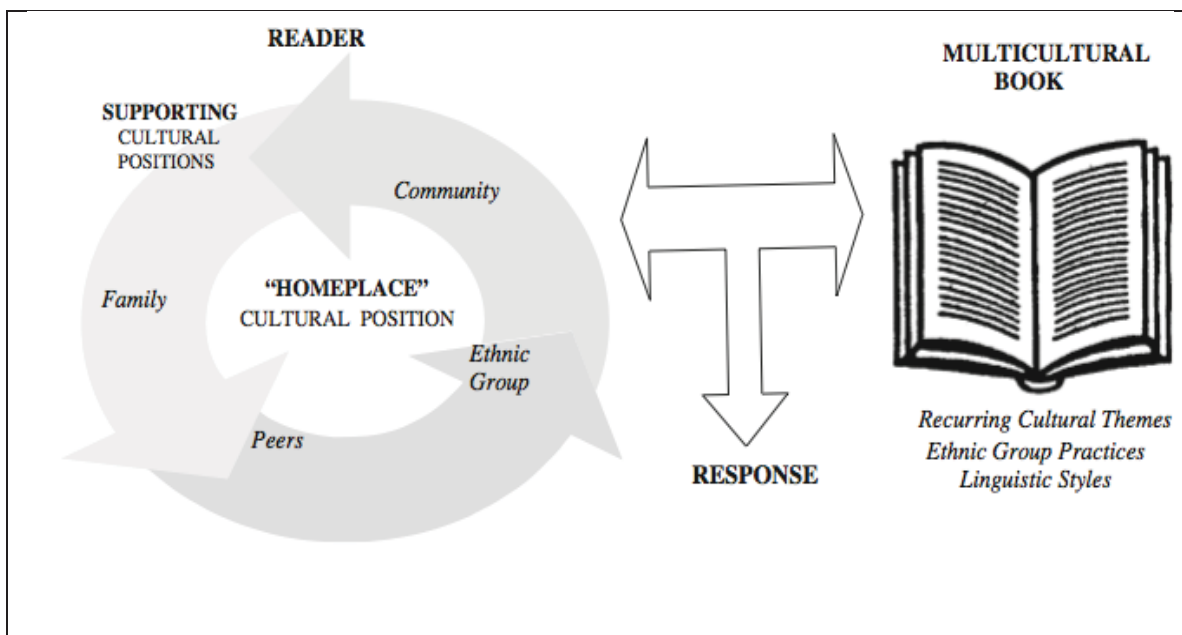 READER
SUPPORTING
CULTURAL
POSITIONS
Community
Family
“HOMEPLACE”
CULTURAL POSITION
Ethnic
Group
Peers
RESPONSE
MULTICULTURAL
BOOK
Recurring Cultural Themes
Ethnic Group Practices
Linguistic Styles